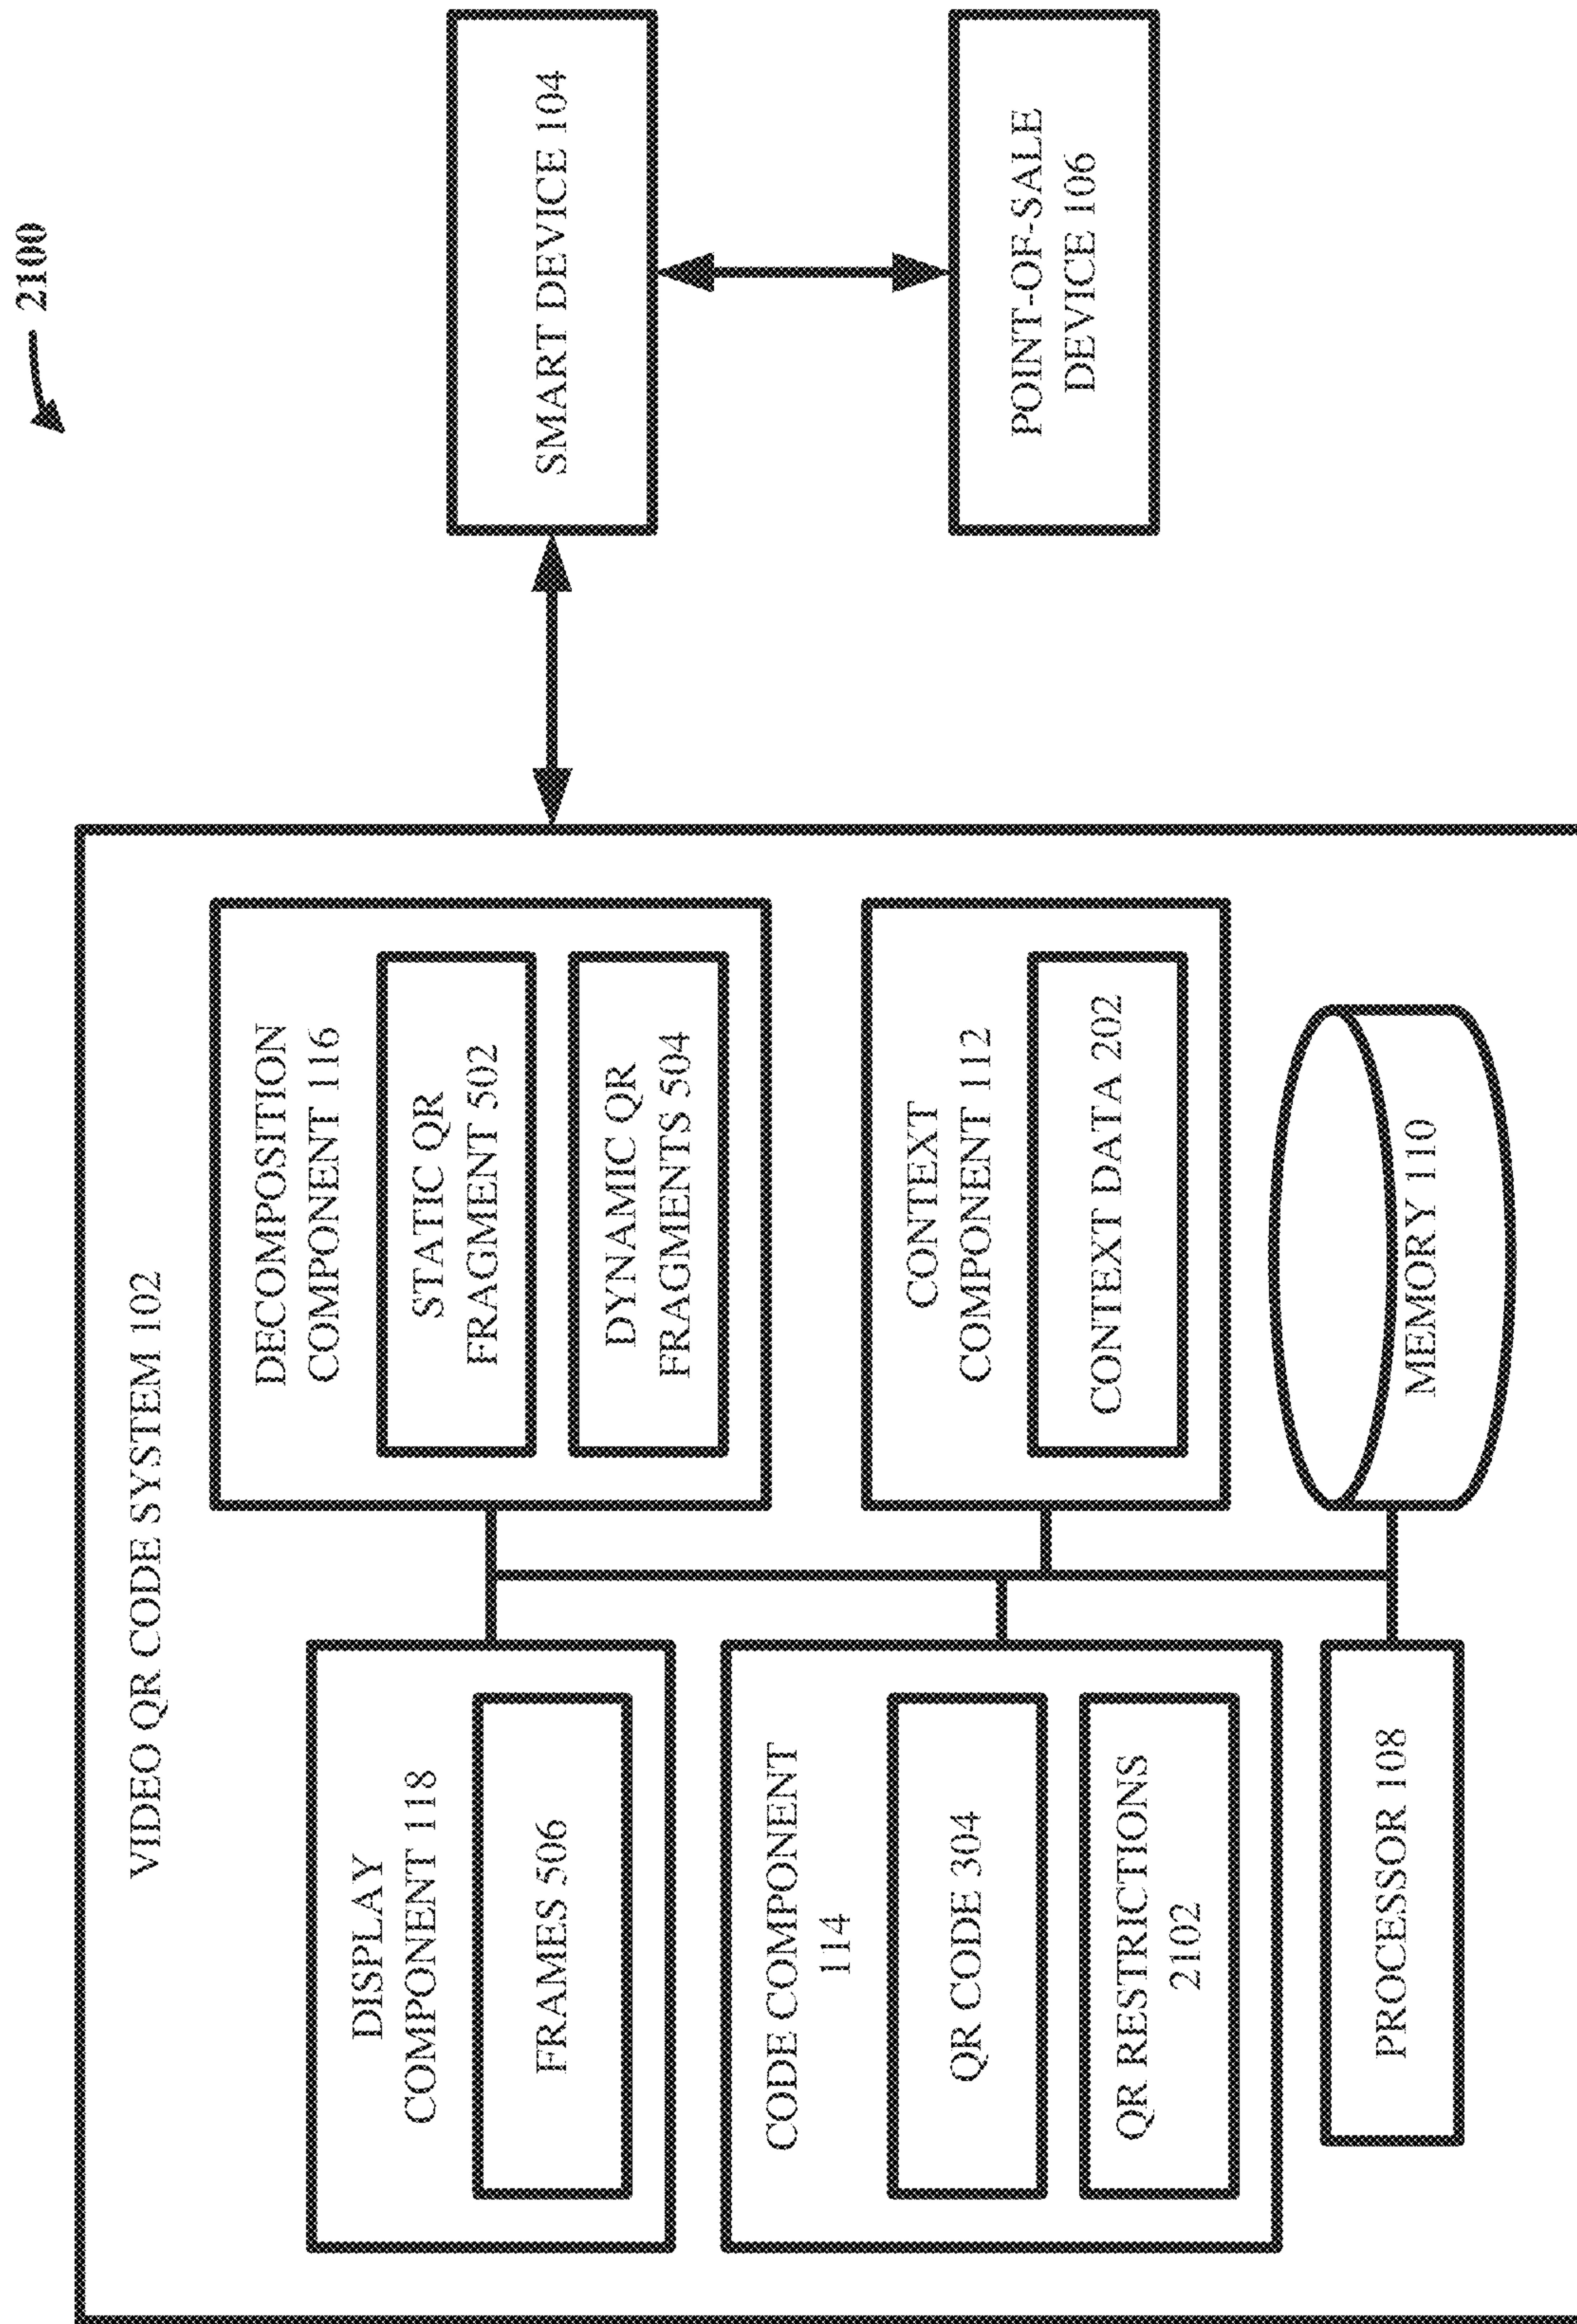 2100
VIDEO QR CODE SYSTEM 102
DISPLAY
COMPONENT 118
FRAMES 506
DECOMPOSITION
COMPONENT 116
STATIC QR
FRAGMENT 502
DYNAMIC QR
FRAGMENTS 504
SMART DEVICE 104
CODE COMPONENT
114
QR CODE 304
QR RESTRICTIONS
2102
CONTEXT
COMPONENT 112
CONTEXT DATA 202
POINT-OF-SALE
DEVICE 106
PROCESSOR 108
MEMORY 110